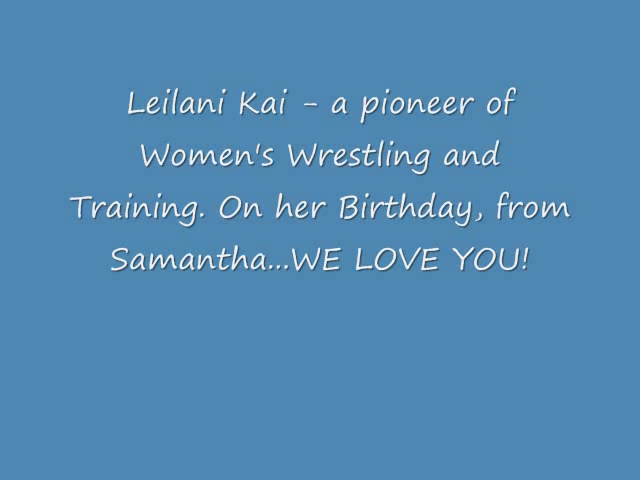 Leilani Kai - a pioneer of
Women's Wrestling and
Training. On her Birthday, from
Samantha...WE LOVE YOU!